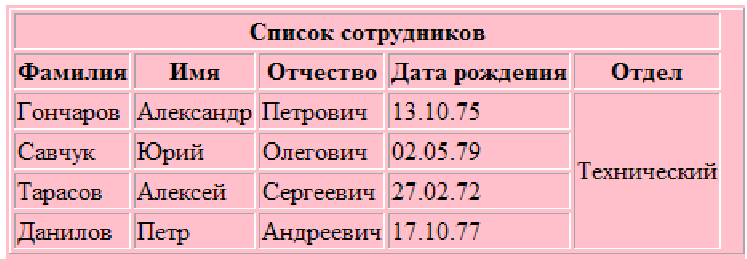 Список сотрудников
Фамилия Имя Отчество Дата рождения Отдел
Гончаров Александр Петрович 13.10.75
Савчук Юрий Олегович 02.05.79
Технический
Тарасов Алексей Сергеевич 27.02.72
Данилов Петр Андреевич 17.10.77